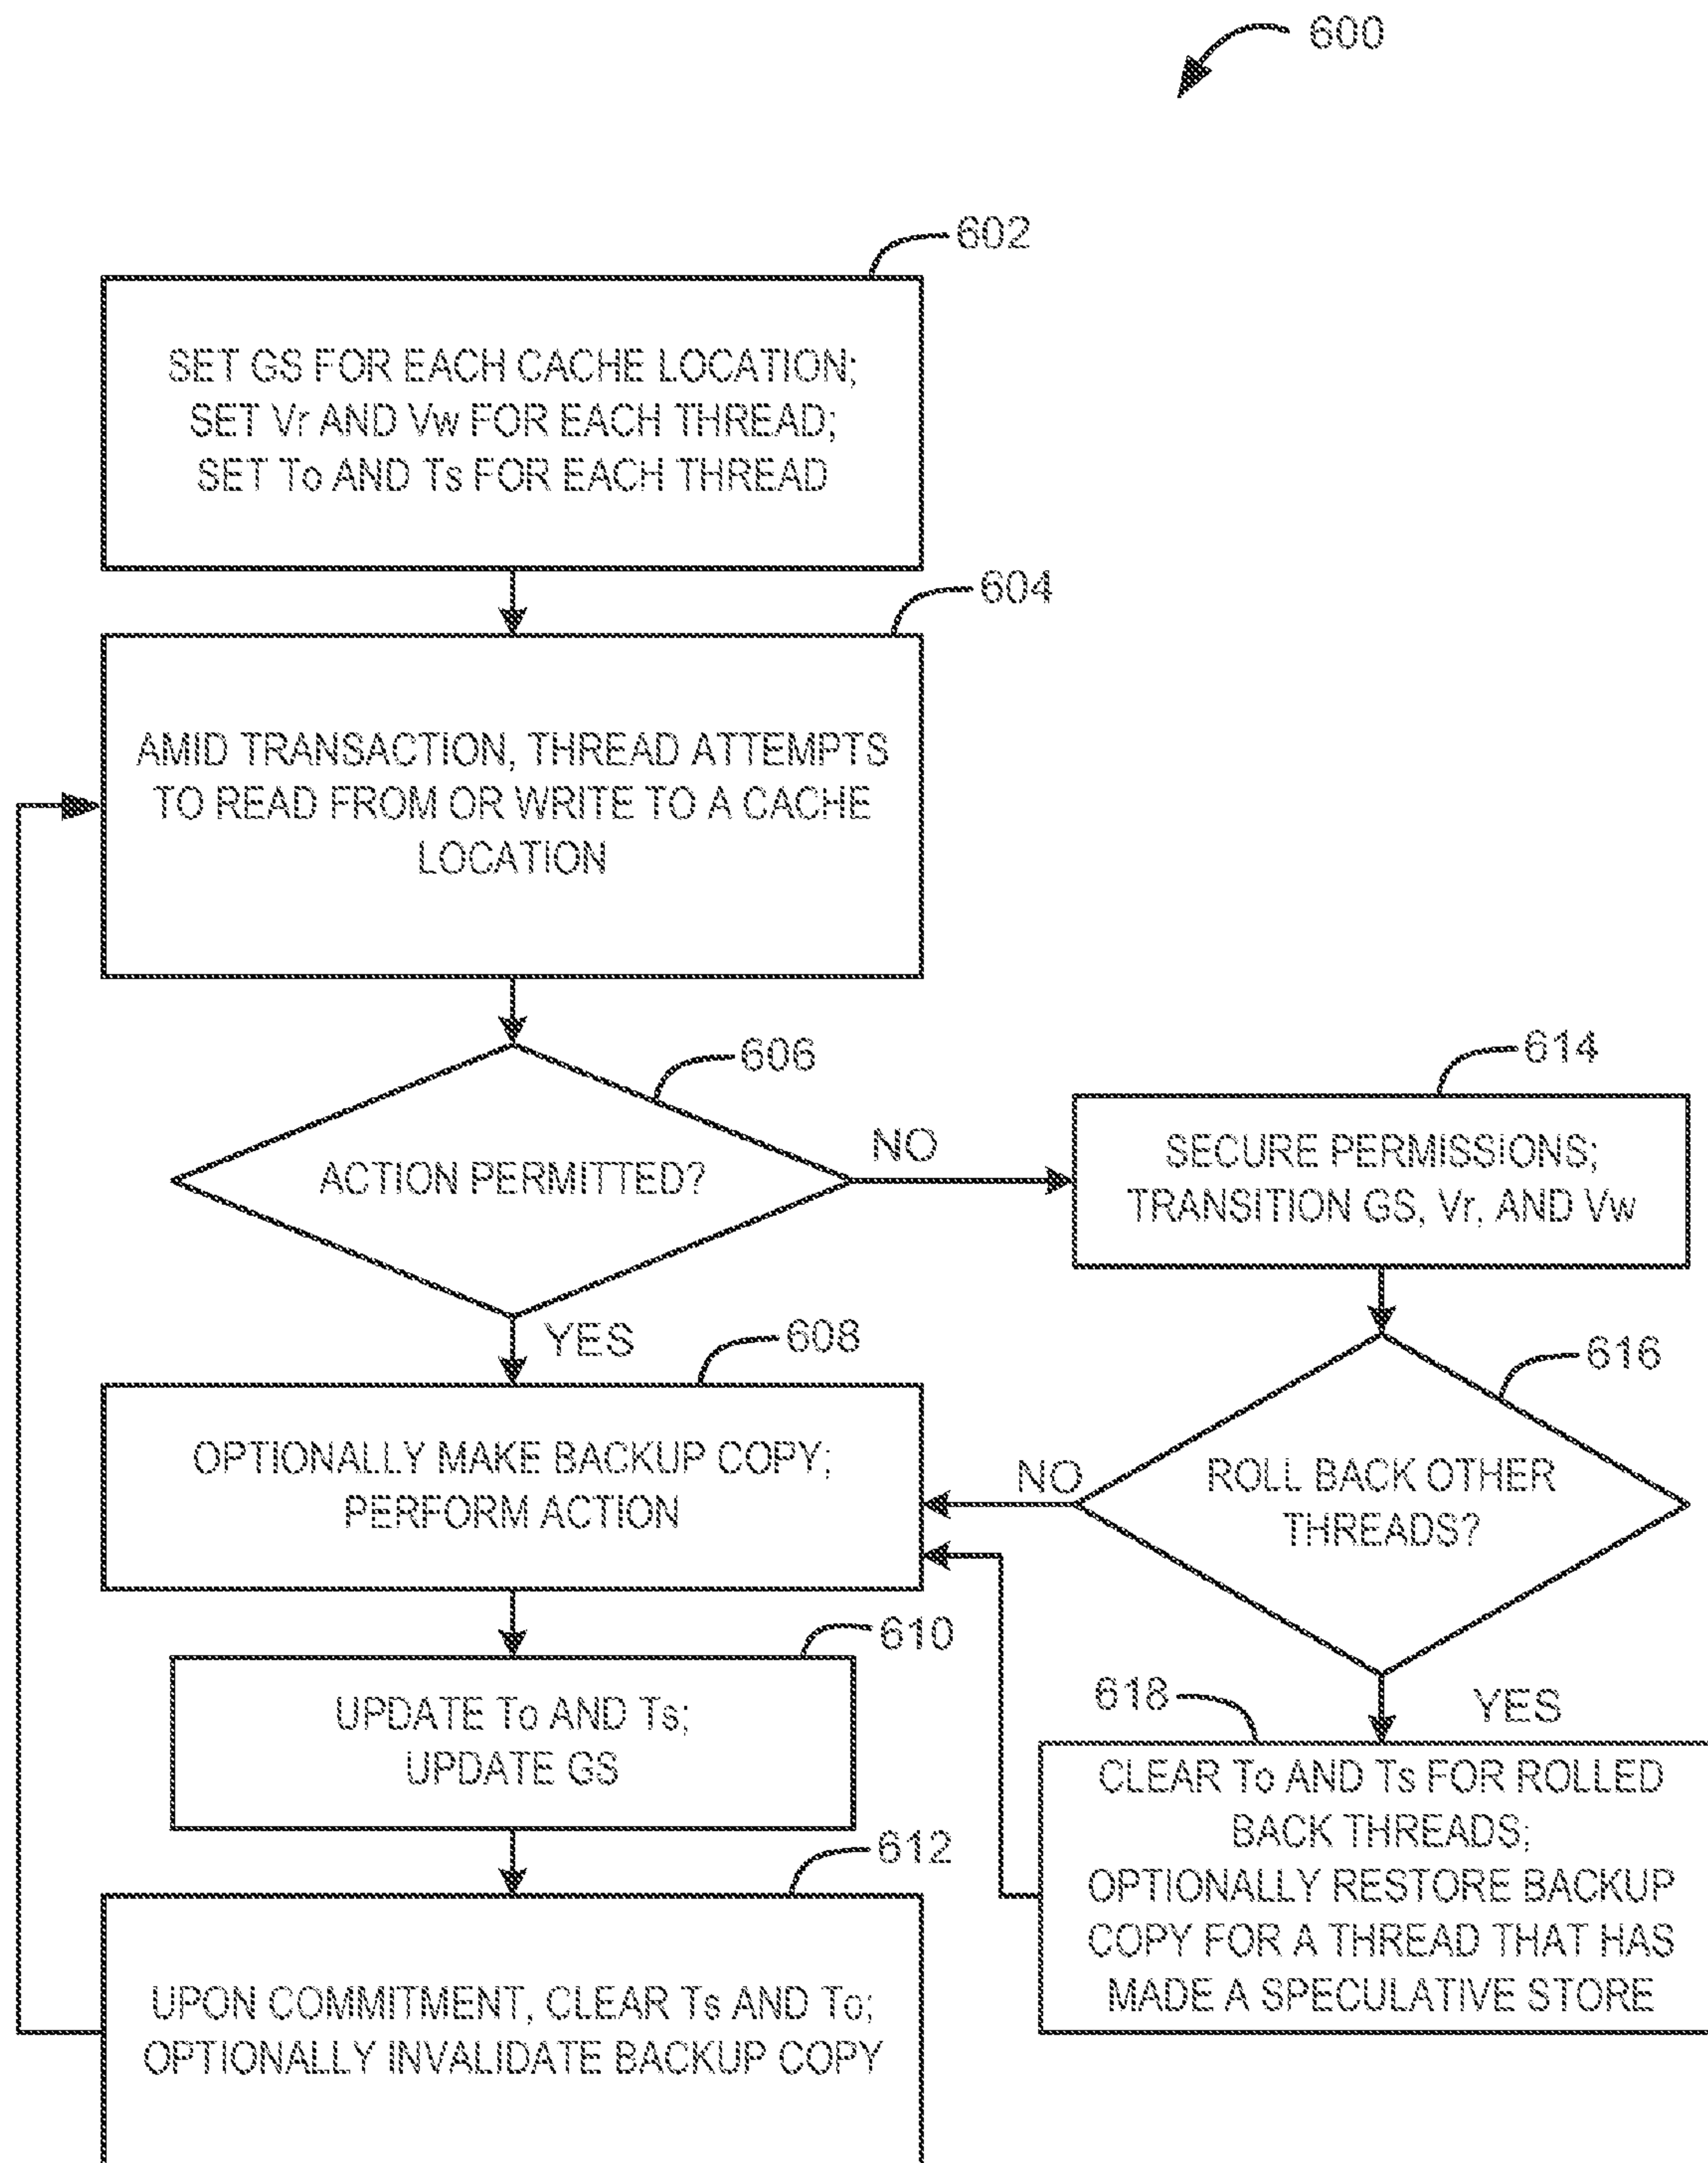 600
602
SET GS FOR EACH CACHE LOCATION;
SET Vr AND Vw FOR EACH THREAD;
SET To AND Ts FOR EACH THREAD
604
AMID TRANSACTION, THREAD ATTEMPTS
TO READ FROM OR WRITE TO A CACHE
LOCATION
606
ACTION PERMITTED?
NO
614
SECURE PERMISSIONS;
TRANSITION GS, Vr, AND Vw
YES
608
OPTIONALLY MAKE BACKUP COPY;
PERFORM ACTION
616
NO
ROLL BACK OTHER
THREADS?
610
UPDATE To AND Ts;
UPDATE GS
618
YES
CLEAR To AND Ts FOR ROLLED
BACK THREADS;
OPTIONALLY RESTORE BACKUP
COPY FOR A THREAD THAT HAS
MADE A SPECULATIVE STORE
612
UPON COMMITMENT, CLEAR Ts AND To;
OPTIONALLY INVALIDATE BACKUP COPY